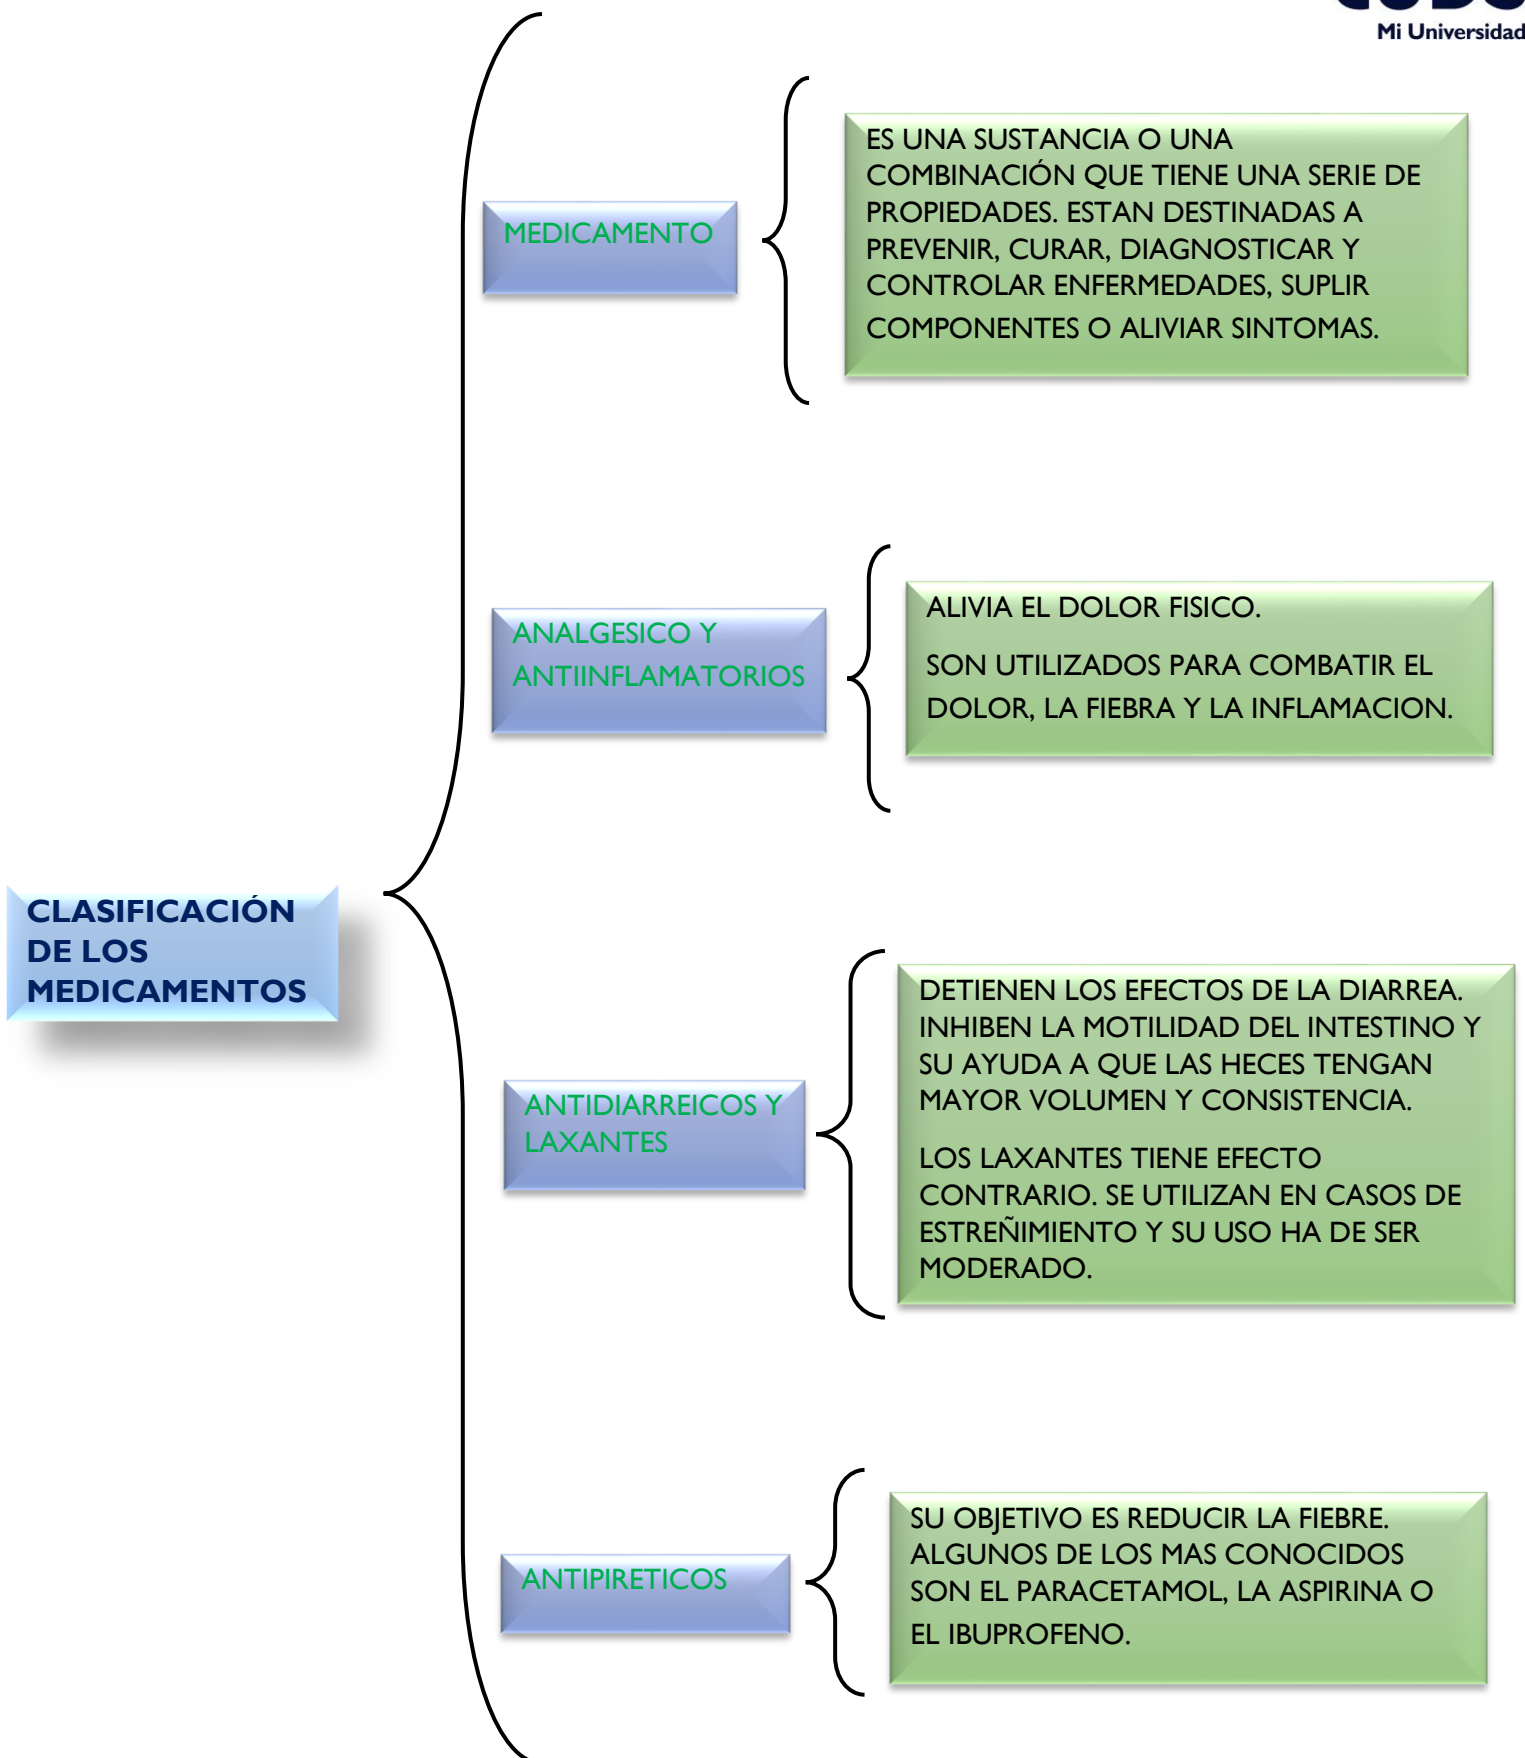 Mi Universidad
ES UNA SUSTANCIA O UNA
COMBINACIÓN QUE TIENE UNA SERIE DE
PROPIEDADES. ESTAN DESTINADAS A
PREVENIR, CURAR, DIAGNOSTICAR Y
CONTROLAR ENFERMEDADES, SUPLIR
COMPONENTES O ALIVIAR SINTOMAS.
MEDICAMENTO
ALIVIA EL DOLOR FISICO.
SON UTILIZADOS PARA COMBATIR EL
DOLOR, LA FIEBRA Y LA INFLAMACION.
ANALGESICO Y
ANTIINFLAMATORIOS
CLASIFICACIÓN
DE LOS
MEDICAMENTOS
DETIENEN LOS EFECTOS DE LA DIARREA.
INHIBEN LA MOTILIDAD DEL INTESTINO Y
SU AYUDA A QUE LAS HECES TENGAN
MAYOR VOLUMEN Y CONSISTENCIA.
LOS LAXANTES TIENE EFECTO
CONTRARIO. SE UTILIZAN EN CASOS DE
ESTREÑIMIENTO Y SU USO HA DE SER
MODERADO.
ANTIDIARREICOS Y
LAXANTES
SU OBJETIVO ES REDUCIR LA FIEBRE.
ALGUNOS DE LOS MAS CONOCIDOS
SON EL PARACETAMOL, LA ASPIRINA O
EL IBUPROFENO.
ANTIPIRETICOS